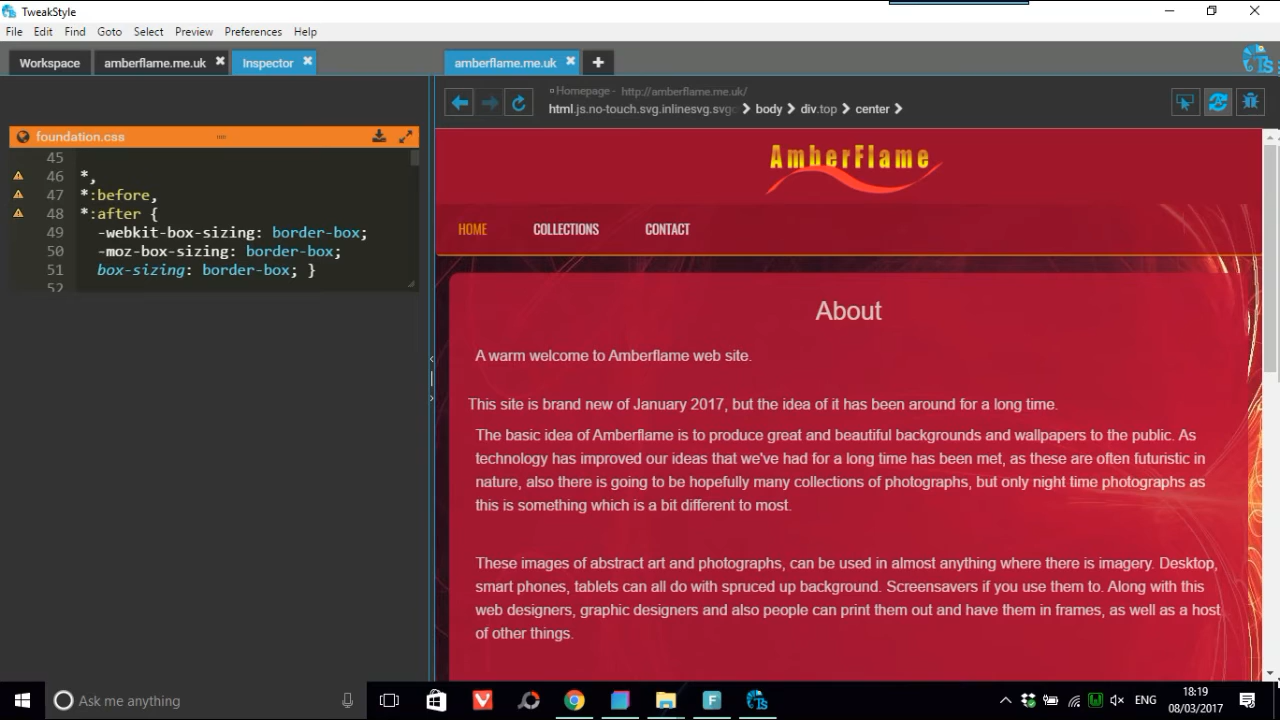 TweakStyle
File Edit Find Goto Select Preview Preferences Help
Workspace amberflame.me.uk Inspector amberflame.me.uk
Homepage - http://amberflame.me.uk/
html.js.no-touch.svg.inlinesvg.svg body div.top center
foundation.css
45
46 *,
47 *:before,
48 *:after {
49 -webkit-box-sizing: border-box;
50 -moz-box-sizing: border-box;
51 box-sizing: border-box; }
52
AmberFlame
HOME COLLECTIONS CONTACT
About
A warm welcome to Amberflame web site.
This site is brand new of January 2017, but the idea of it has been around for a long time.
The basic idea of Amberflame is to produce great and beautiful backgrounds and wallpapers to the public. As
technology has improved our ideas that we've had for a long time has been met, as these are often futuristic in
nature, also there is going to be hopefully many collections of photographs, but only night time photographs as
this is something which is a bit different to most.
These images of abstract art and photographs, can be used in almost anything where there is imagery. Desktop,
smart phones, tablets can all do with spruced up background. Screensavers if you use them to. Along with this
web designers, graphic designers and also people can print them out and have them in frames, as well as a host
of other things.
Ask me anything
ENG
18:19
08/03/2017